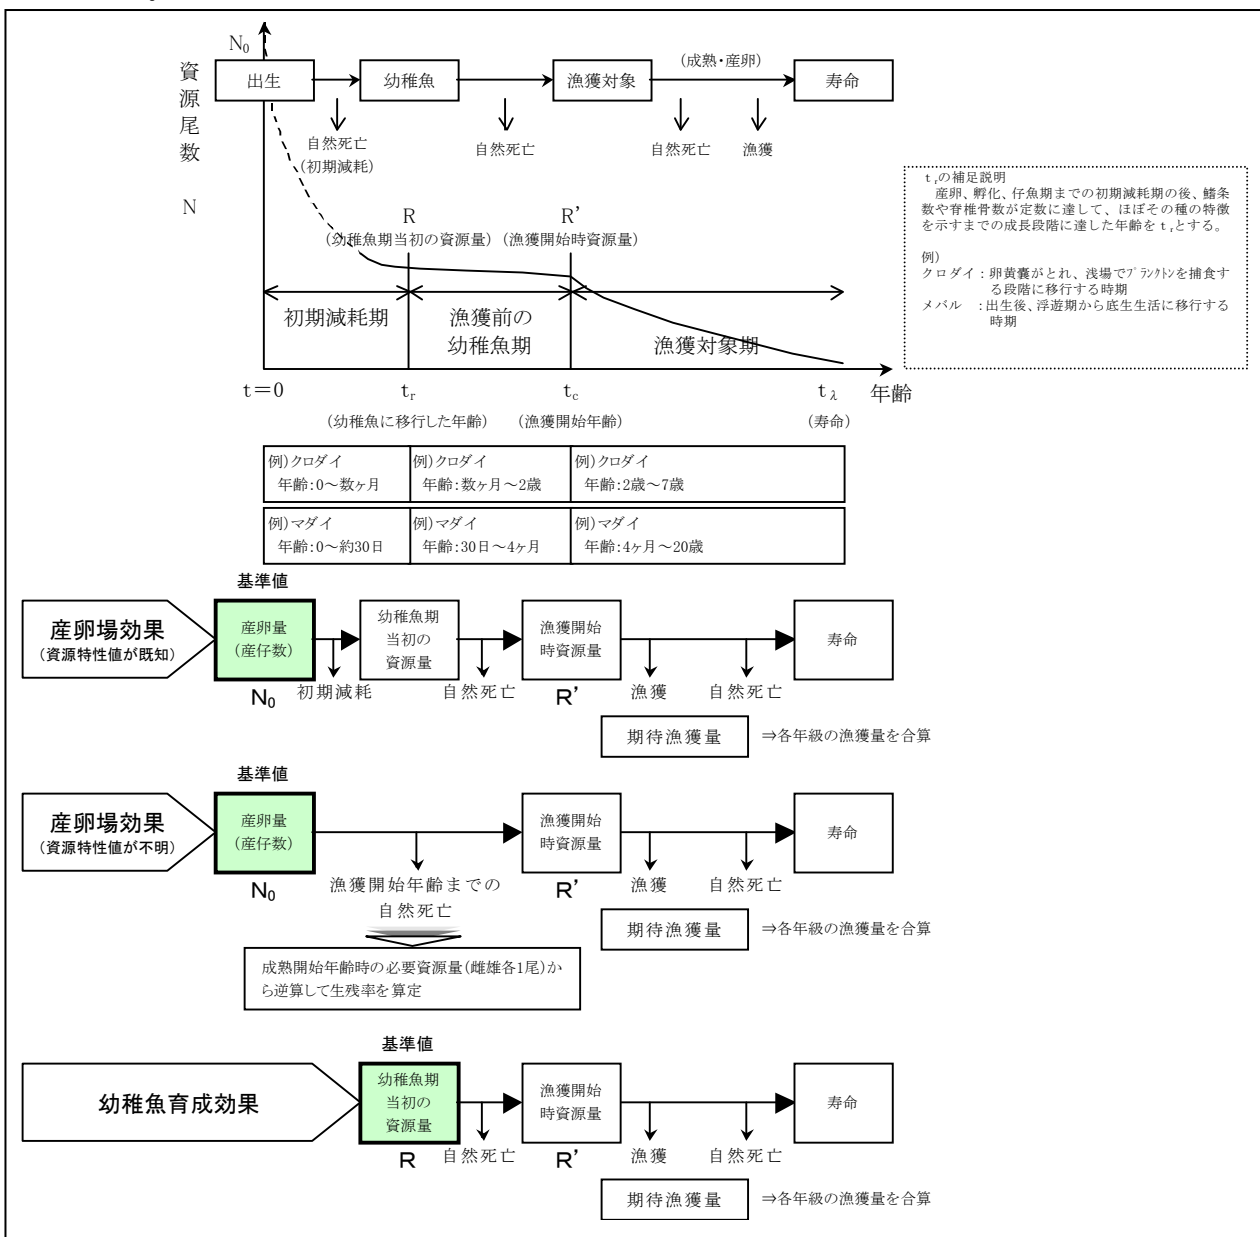 N₀
資源尾数 N
出生
幼稚魚
漁獲対象
(成熟・産卵)
寿命
自然死亡
(初期減耗)
自然死亡
自然死亡
漁獲
R
(幼稚魚期当初の資源量)
R’
(漁獲開始時資源量)
初期減耗期
漁獲前の
幼稚魚期
漁獲対象期
t=0
tᵣ
t꜀
t λ
年齢
(幼稚魚に移行した年齢)
(漁獲開始年齢)
(寿命)
tᵣの補足説明
産卵、孵化、仔魚期までの初期減耗期の後、鰭条
数や脊椎骨数が定数に達して、ほぼその種の特徴
を示すまでの成長段階に達した年齢をtᵣとする。
例)
クロダイ:卵黄嚢がとれ、浅場でプランクトンを捕食す
る段階に移行する時期
メバル :出生後、浮遊期から底生生活に移行する
時期
例)クロダイ
年齢:0~数ヶ月
例)クロダイ
年齢:数ヶ月~2歳
例)クロダイ
年齢:2歳~7歳
例)マダイ
年齢:0~約30日
例)マダイ
年齢:30日~4ヶ月
例)マダイ
年齢:4ヶ月~20歳
基準値
産卵場効果
(資源特性値が既知)
産卵量
(産仔数)
N₀
初期減耗
幼稚魚期
当初の
資源量
自然死亡
漁獲開始
時資源量
R’
漁獲
自然死亡
寿命
期待漁獲量
⇒各年級の漁獲量を合算
基準値
産卵場効果
(資源特性値が不明)
産卵量
(産仔数)
N₀
漁獲開始年齢までの
自然死亡
漁獲開始
時資源量
R’
漁獲
自然死亡
寿命
期待漁獲量
⇒各年級の漁獲量を合算
成熟開始年齢時の必要資源量(雌雄各1尾)か
ら逆算して生残率を算定
基準値
幼稚魚育成効果
幼稚魚期
当初の
資源量
R
自然死亡
漁獲開始
時資源量
R’
漁獲
自然死亡
寿命
期待漁獲量
⇒各年級の漁獲量を合算